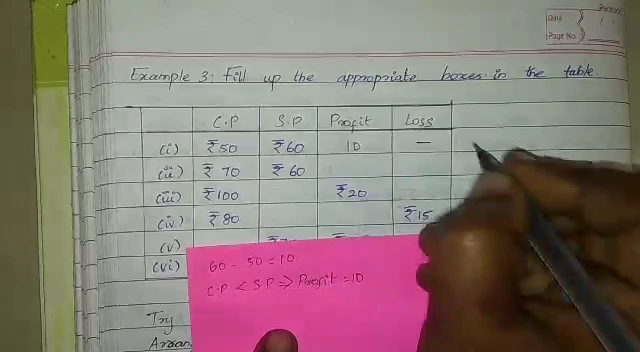 Date
Page No.
Example 3: Fill up the appropriate boxes in the table
C.P S.P Profit Loss
(i) ₹50 ₹60 10 —
(ii) ₹70 ₹60
(iii) ₹100 ₹20
(iv) ₹80 ₹15
(v)
(vi)
60 - 50 = 10
C.P < S P => Profit = 10
Try